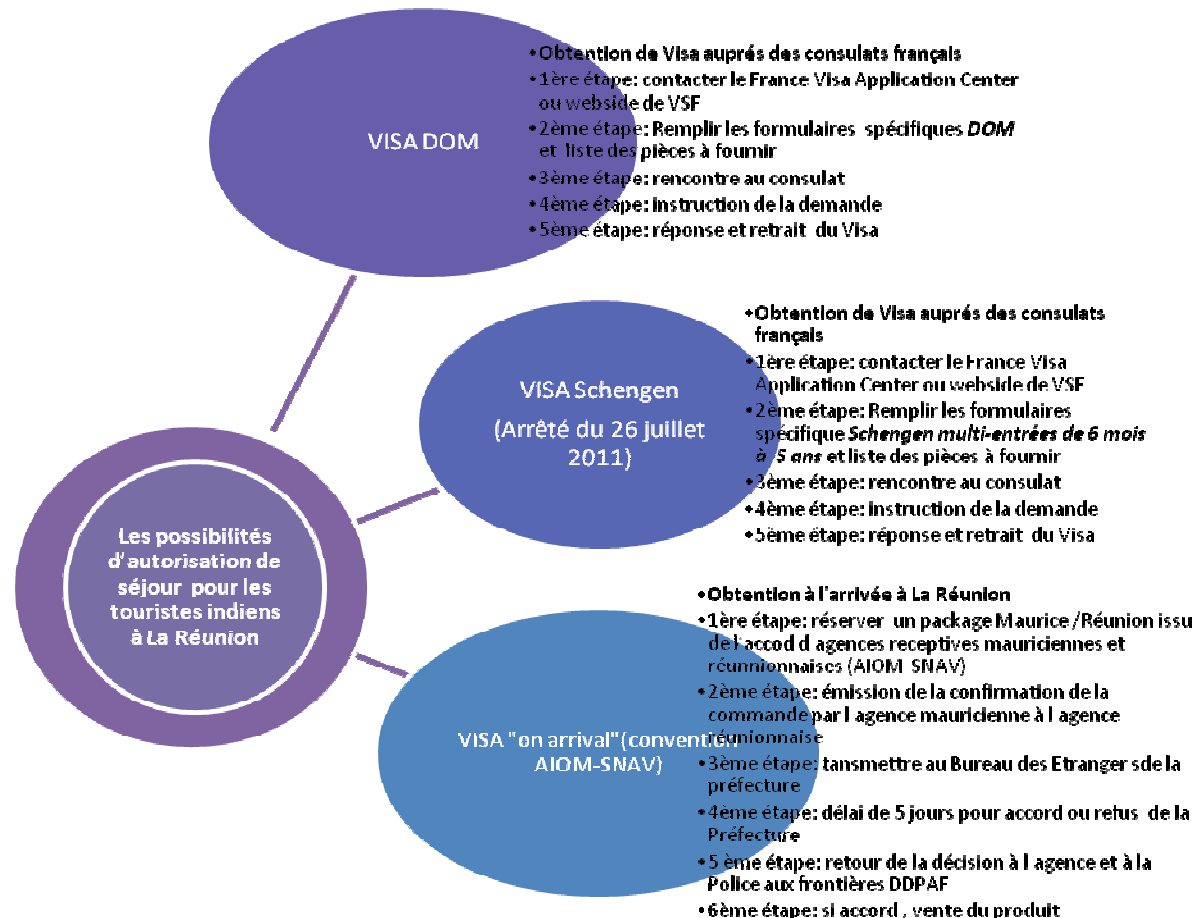 VISA DOM
•Obtention de Visa auprés des consulats français
•1ère étape: contacter le France Visa Application Center
ou webside de VSF
•2ème étape: Remplir les formulaires spécifiques DOM
et liste des pièces à fournir
•3ème étape: rencontre au consulat
•4ème étape: instruction de la demande
•5ème étape: réponse et retrait du Visa
VISA Schengen
(Arrêté du 26 juillet
2011)
•Obtention de Visa auprés des consulats
français
•1ère étape: contacter le France Visa
Application Center ou webside de VSF
•2ème étape: Remplir les formulaires
spécifique Schengen multi-entrées de 6 mois
à 5 ans et liste des pièces à fournir
•3ème étape: rencontre au consulat
•4ème étape: instruction de la demande
•5ème étape: réponse et retrait du Visa
Les possibilités
d'autorisation de
séjour pour les
touristes indiens
à La Réunion
VISA "on arrival"(convention
AIOM-SNAV)
•Obtention à l'arrivée à La Réunion
•1ère étape: réserver un package Maurice /Réunion issu
de l'accod d agences receptives mauriciennes et
réunnionnaises (AIOM SNAV)
•2ème étape: émission de la confirmation de la
commande par l agence mauricienne à l agence
réunionnaise
•3ème étape: tansmettre au Bureau des Etranger sde la
préfecture
•4ème étape: délai de 5 jours pour accord ou refus de la
Préfecture
•5 ème étape: retour de la décision à l agence et à la
Police aux frontières DDPAF
•6ème étape: si accord , vente du produit